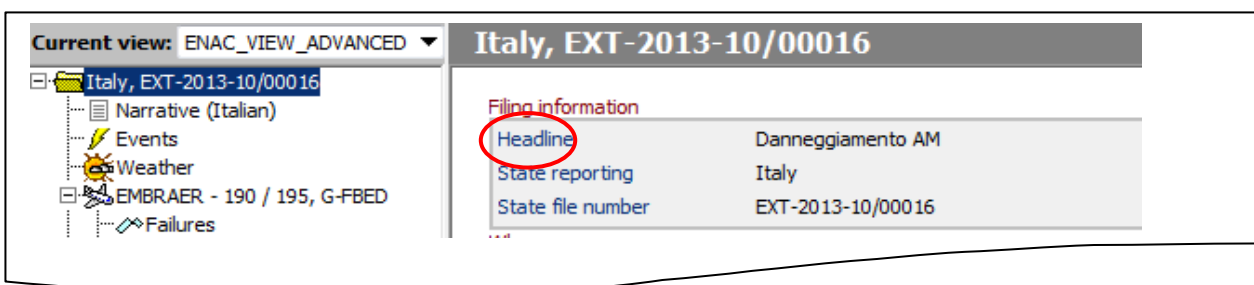 Current view: ENAC_VIEW_ADVANCED
Italy, EXT-2013-10/00016
Italy, EXT-2013-10/00016
Narrative (Italian)
Events
Weather
EMBRAER - 190 / 195, G-FBED
Failures
Filing information
Headline Danneggiamento AM
State reporting Italy
State file number EXT-2013-10/00016